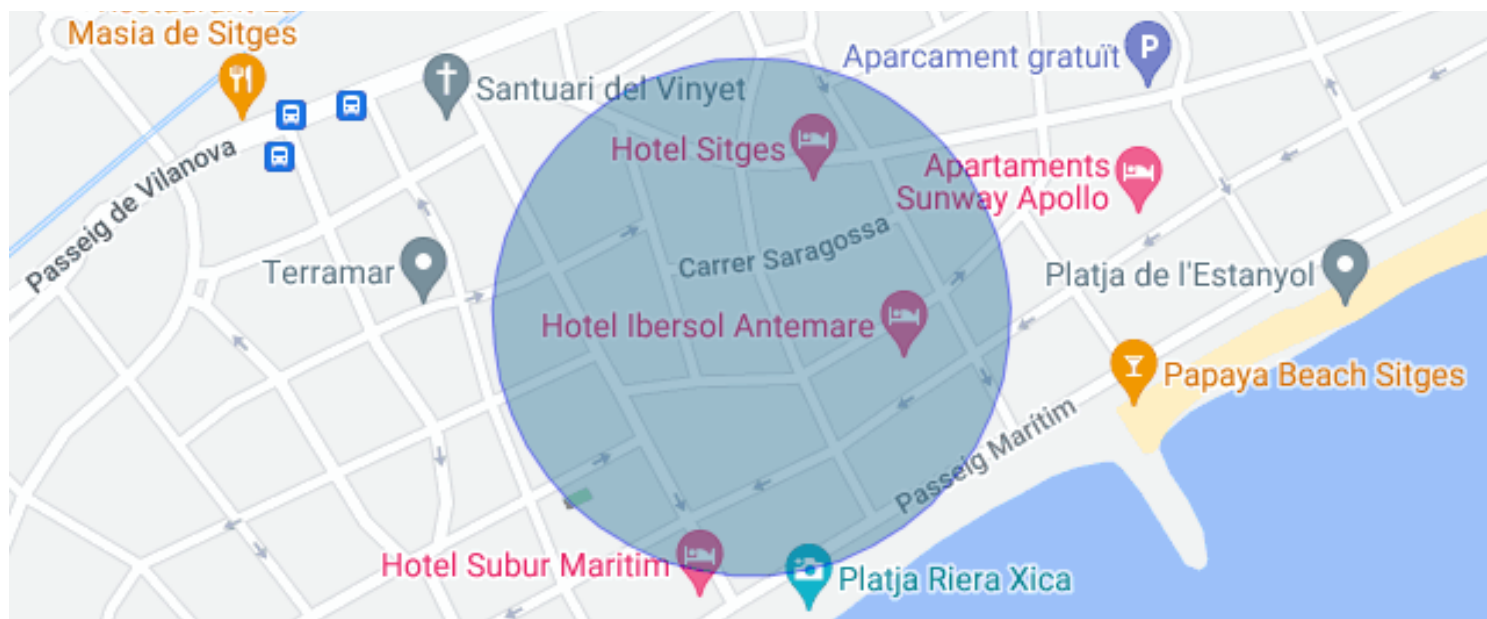 Masia de Sitges
Santuari del Vinyet
Aparcament gratuït
P
Hotel Sitges
Apartaments
Sunway Apollo
Passeig de Vilanova
Carrer Saragossa
Terramar
Platja de l'Estanyol
Hotel Ibersol Antemare
Papaya Beach Sitges
Passeig Marítim
Hotel Subur Maritim
Platja Riera Xica